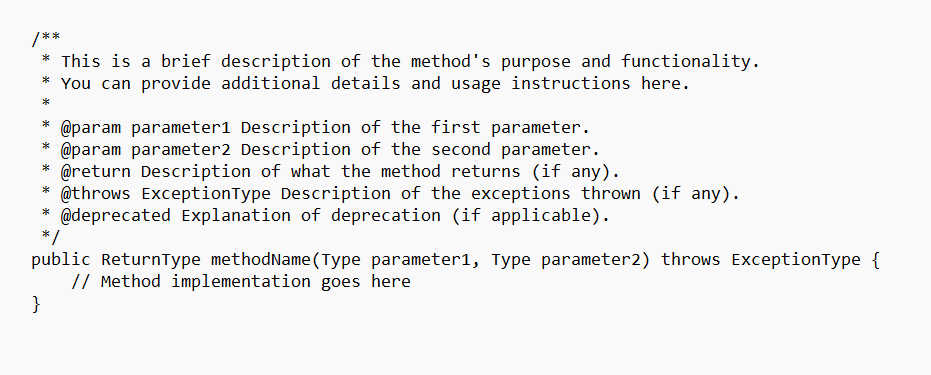 /**
 * This is a brief description of the method's purpose and functionality.
 * You can provide additional details and usage instructions here.
 *
 * @param parameter1 Description of the first parameter.
 * @param parameter2 Description of the second parameter.
 * @return Description of what the method returns (if any).
 * @throws ExceptionType Description of the exceptions thrown (if any).
 * @deprecated Explanation of deprecation (if applicable).
 */
public ReturnType methodName(Type parameter1, Type parameter2) throws ExceptionType {
    // Method implementation goes here
}